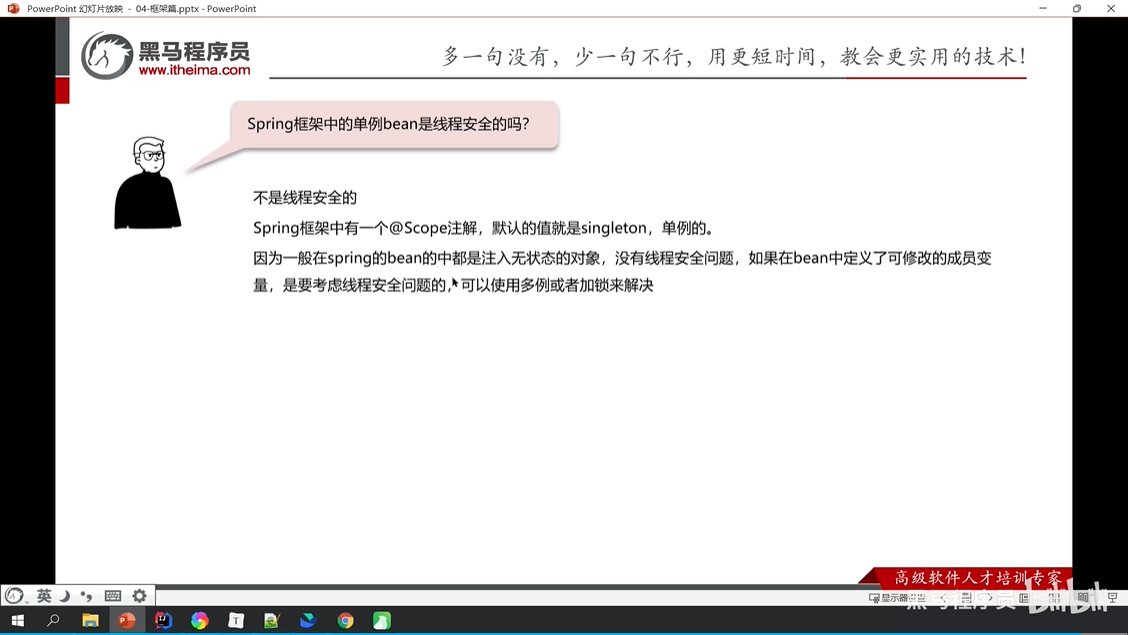 PowerPoint 幻灯片放映 - 04-框架篇.pptx - PowerPoint
黑马程序员
www.itheima.com
多一句没有，少一句不行，用更短时间，教会更实用的技术！
Spring框架中的单例bean是线程安全的吗？
不是线程安全的
Spring框架中有一个@Scope注解，默认的值就是singleton，单例的。
因为一般在spring的bean的中都是注入无状态的对象，没有线程安全问题，如果在bean中定义了可修改的成员变
量，是要考虑线程安全问题的，可以使用多例或者加锁来解决
高级软件人才培训专家
英
显示器设置
黑马程序员 bilibili
T